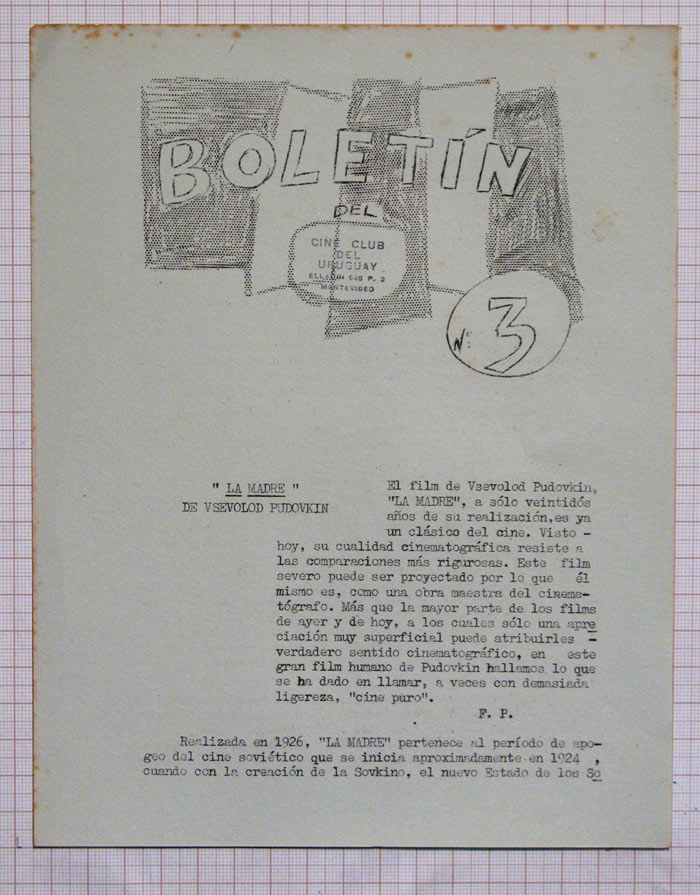 BOLETÍN
DEL
CINE CLUB
DEL
URUGUAY
P. 2
MONTEVIDEO
Nº: 3
" LA MADRE "
DE VSEVOLOD PUDOVKIN
El film de Vsevolod Pudovkin,
"LA MADRE", a sólo veintidós
años de su realización,es ya
un clásico del cine. Visto -
hoy, su cualidad cinematográfica resiste a
las comparaciones más rigurosas. Este film
severo puede ser proyectado por lo que él
mismo es, como una obra maestra del cinema-
tógrafo. Más que la mayor parte de los films
de ayer y de hoy, a los cuales sólo una apre
ciación muy superficial puede atribuirles -
verdadero sentido cinematográfico, en este
gran film humano de Pudovkin hallamos lo que
se ha dado en llamar, a veces con demasiada
ligereza, "cine puro".
F. P.
Realizada en 1926, "LA MADRE" pertenece al período de apo-
geo del cine soviético que se inicia aproximadamente en 1924 ,
cuando con la creación de la Sovkino, el nuevo Estado de los So